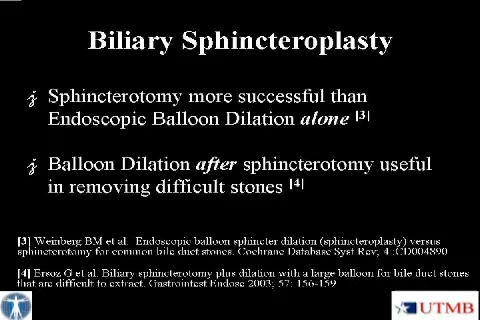 Biliary Sphincteroplasty
Sphincterotomy more successful than
Endoscopic Balloon Dilation alone [3]
Balloon Dilation after sphincterotomy useful
in removing difficult stones [4]
[3] Weinberg BM et al. Endoscopic balloon sphincter dilation (sphincteroplasty) versus
sphincterotomy for common bile duct stones. Cochrane Database Syst Rev; 4 :CD004890
[4] Ersoz G et al. Biliary sphincterotomy plus dilation with a large balloon for bile duct stones
that are difficult to extract. Gastrointest Endosc 2003; 57: 156-159
UTMB